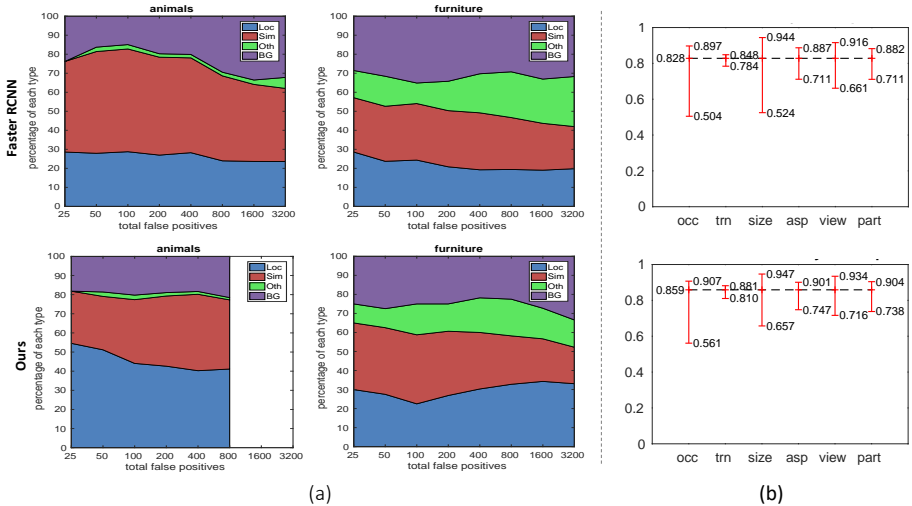 animals
100
90
80
70
60
50
40
30
20
10
0
percentage of each type
25 50 100 200 400 800 1600 3200
total false positives
Loc
Sim
Oth
BG
furniture
100
90
80
70
60
50
40
30
20
10
0
percentage of each type
25 50 100 200 400 800 1600 3200
total false positives
Loc
Sim
Oth
BG
Faster RCNN
1
0.8
0.6
0.4
0.2
0
0.828
0.897
0.504
0.848
0.784
0.944
0.524
0.887
0.711
0.916
0.661
0.882
0.711
occ trn size asp view part
animals
100
90
80
70
60
50
40
30
20
10
0
percentage of each type
25 50 100 200 400 800 1600 3200
total false positives
Loc
Sim
Oth
BG
furniture
100
90
80
70
60
50
40
30
20
10
0
percentage of each type
25 50 100 200 400 800 1600 3200
total false positives
Loc
Sim
Oth
BG
Ours
1
0.8
0.6
0.4
0.2
0
0.859
0.907
0.561
0.881
0.810
0.947
0.657
0.901
0.747
0.934
0.716
0.904
0.738
occ trn size asp view part
(a)
(b)